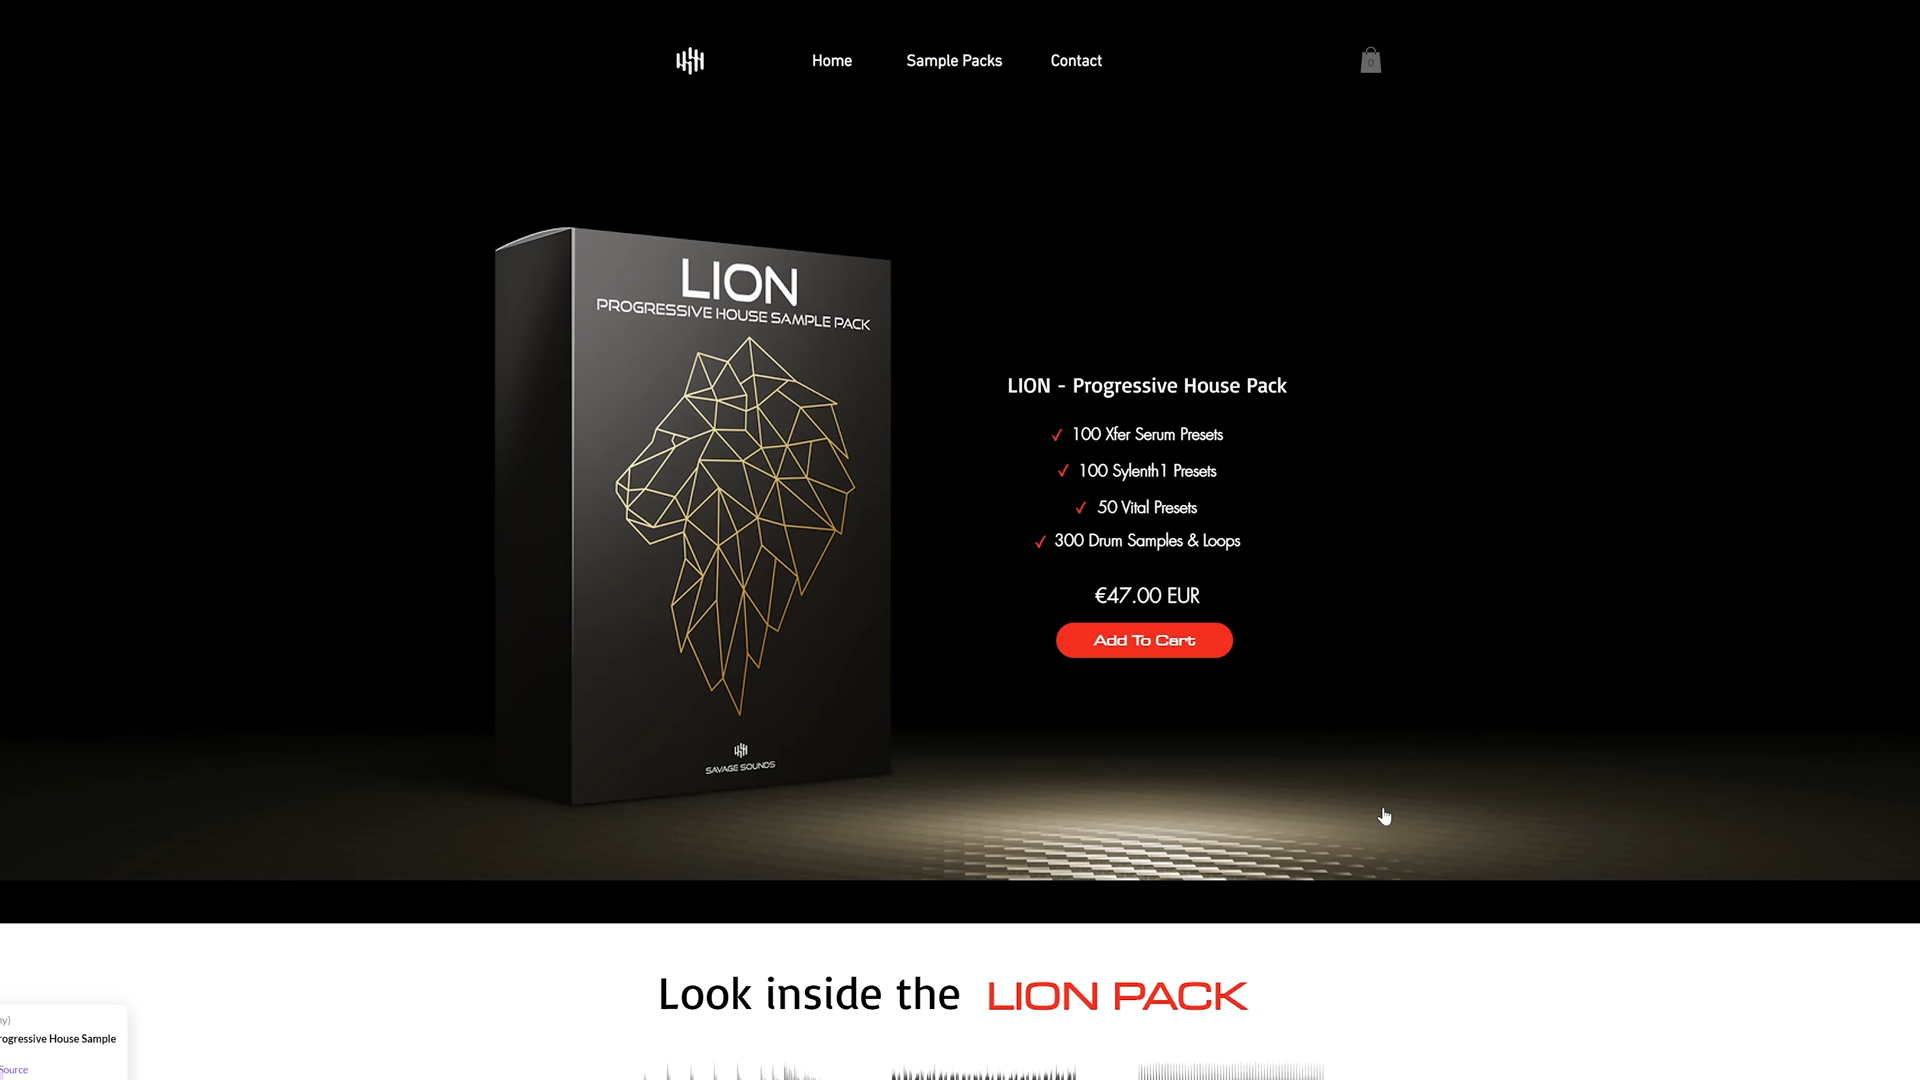 Home
Sample Packs
Contact
0
LION
PROGRESSIVE HOUSE SAMPLE PACK
SAVAGE SOUNDS
LION - Progressive House Pack
✓ 100 Xfer Serum Presets
✓ 100 Sylenth1 Presets
✓ 50 Vital Presets
✓ 300 Drum Samples & Loops
€47.00 EUR
Add To Cart
Look inside the LION PACK
House Sample
Source